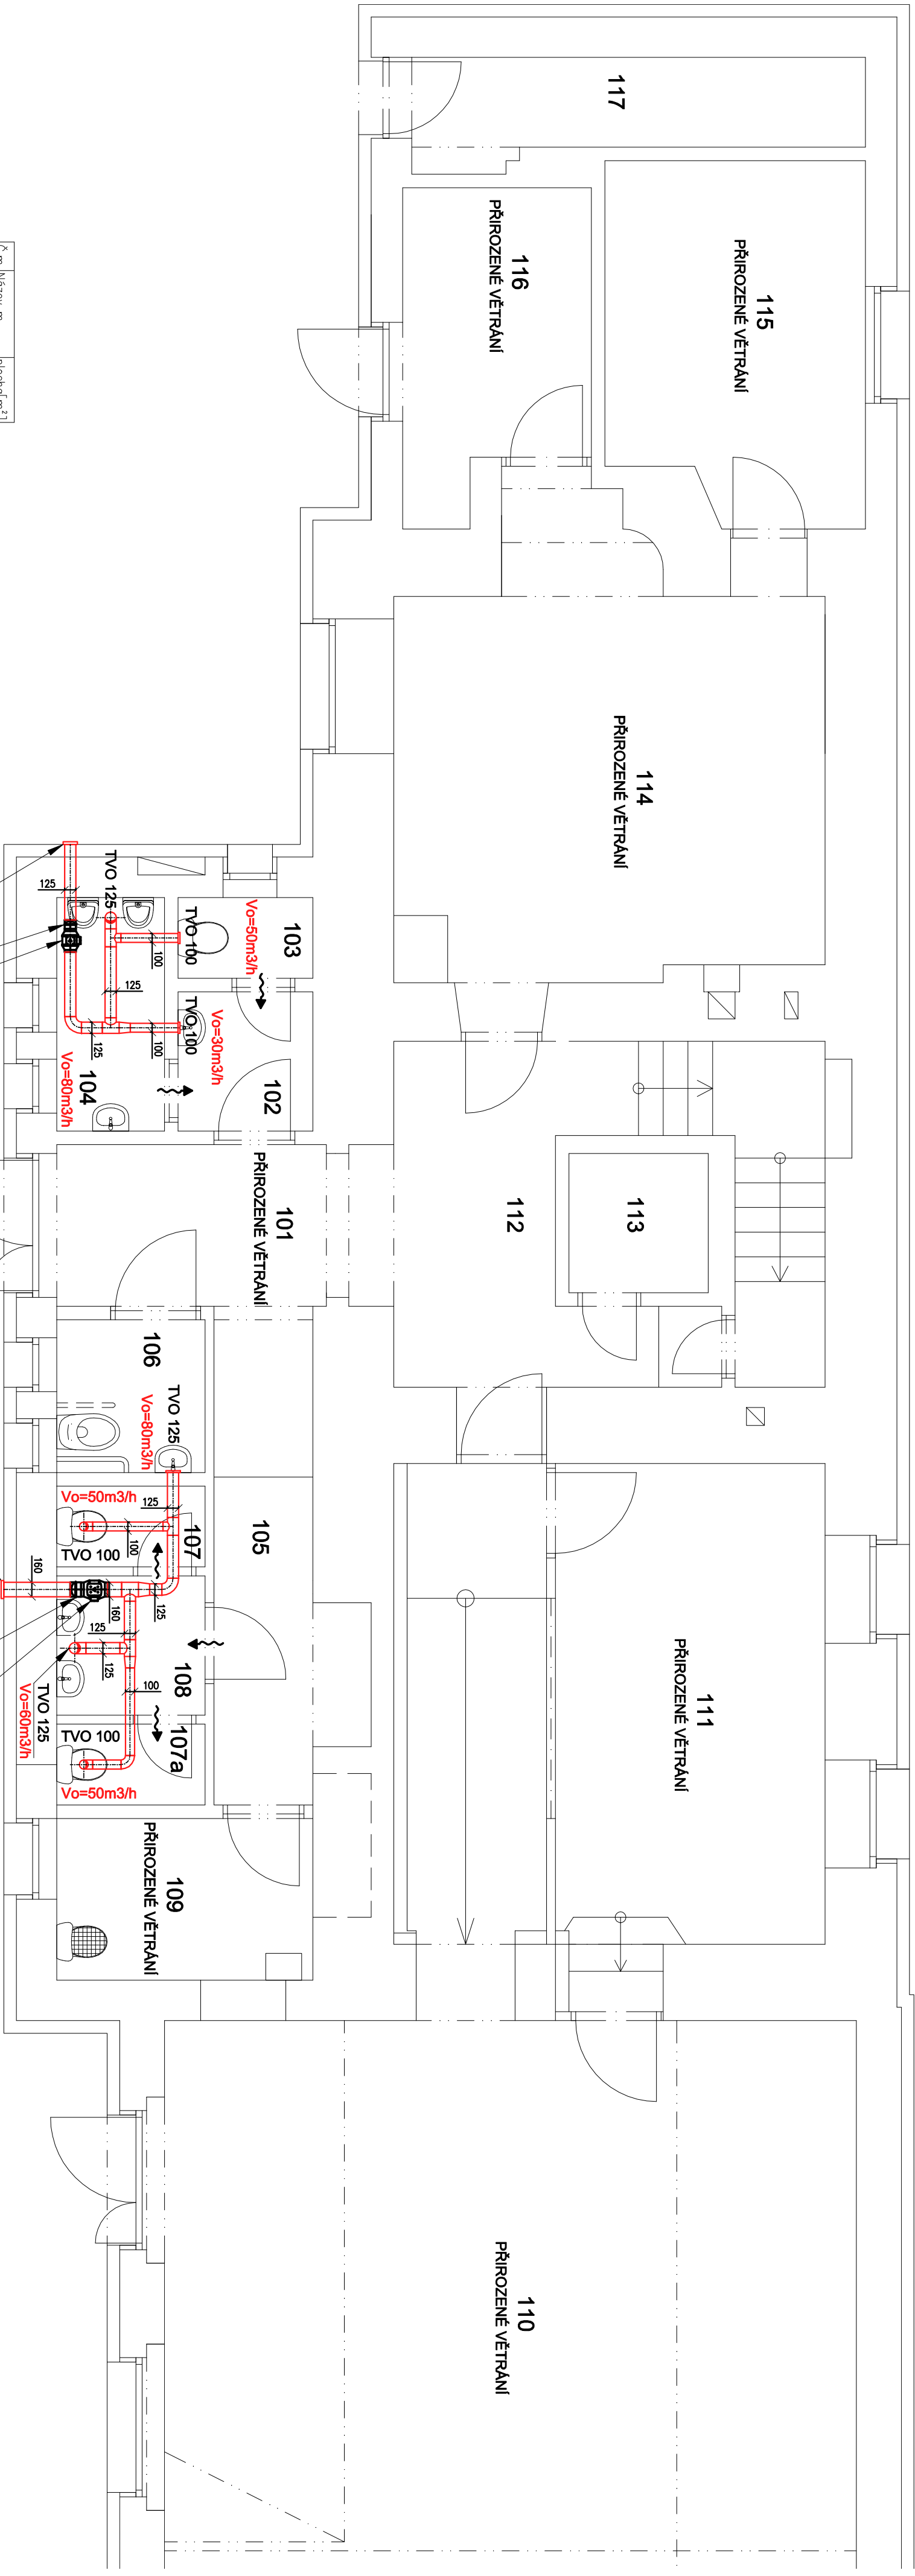 117
115
PŘIROZENÉ VĚTRÁNÍ
116
PŘIROZENÉ VĚTRÁNÍ
114
PŘIROZENÉ VĚTRÁNÍ
103
Vo=50m3/h
TVO 100
TVO 125
125
100
125
TVO 100
Vo=30m3/h
102
100
125
104
Vo=80m3/h
101
PŘIROZENÉ VĚTRÁNÍ
112
113
106
TVO 125
Vo=80m3/h
105
107
Vo=50m3/h
TVO 100
125
100
125
160
160
125
125
100
108
TVO 125
Vo=60m3/h
107a
TVO 100
Vo=50m3/h
109
PŘIROZENÉ VĚTRÁNÍ
111
PŘIROZENÉ VĚTRÁNÍ
110
PŘIROZENÉ VĚTRÁNÍ
Č.m. Název m. plocha[m²]